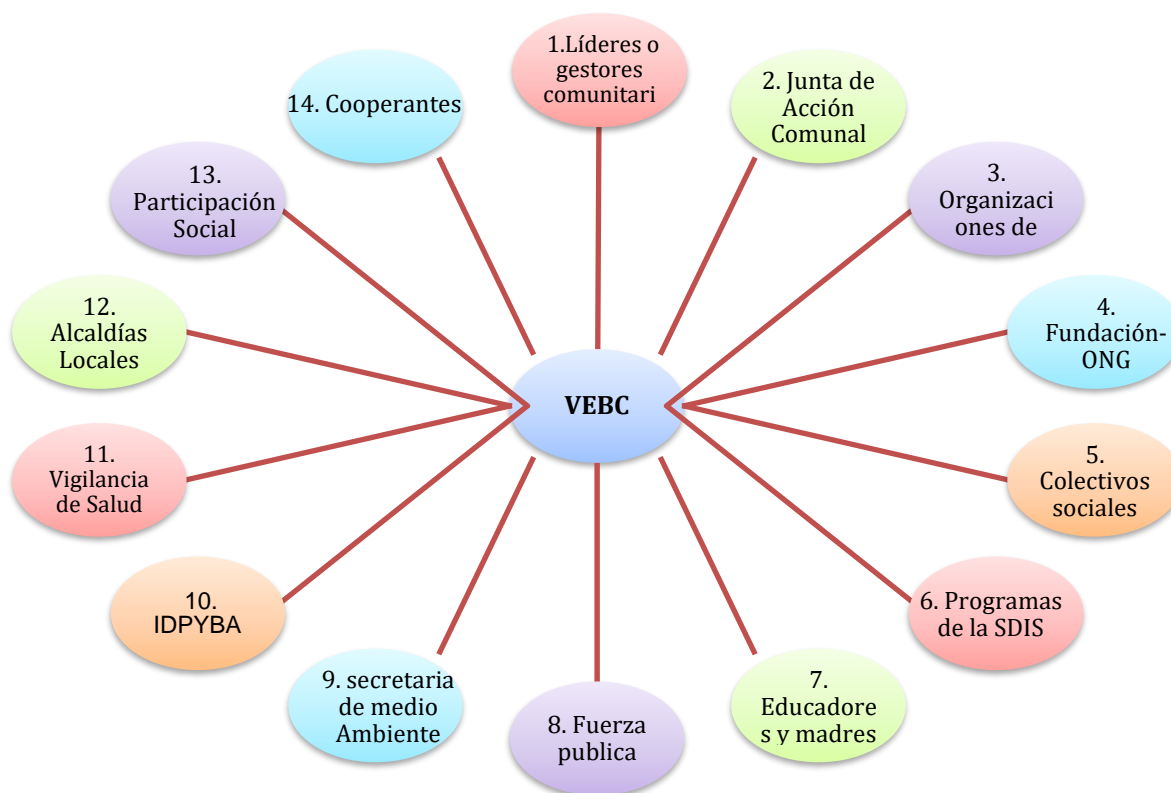 1.Líderes o
gestores
comunitari
2. Junta de
Acción
Comunal
3.
Organizaci
ones de
4.
Fundación-
ONG
5.
Colectivos
sociales
6. Programas
de la SDIS
7.
Educadore
s y madres
8. Fuerza
publica
9. secretaria
de medio
Ambiente
10.
IDPYBA
11.
Vigilancia
de Salud
12.
Alcaldías
Locales
13.
Participación
Social
14. Cooperantes
VEBC